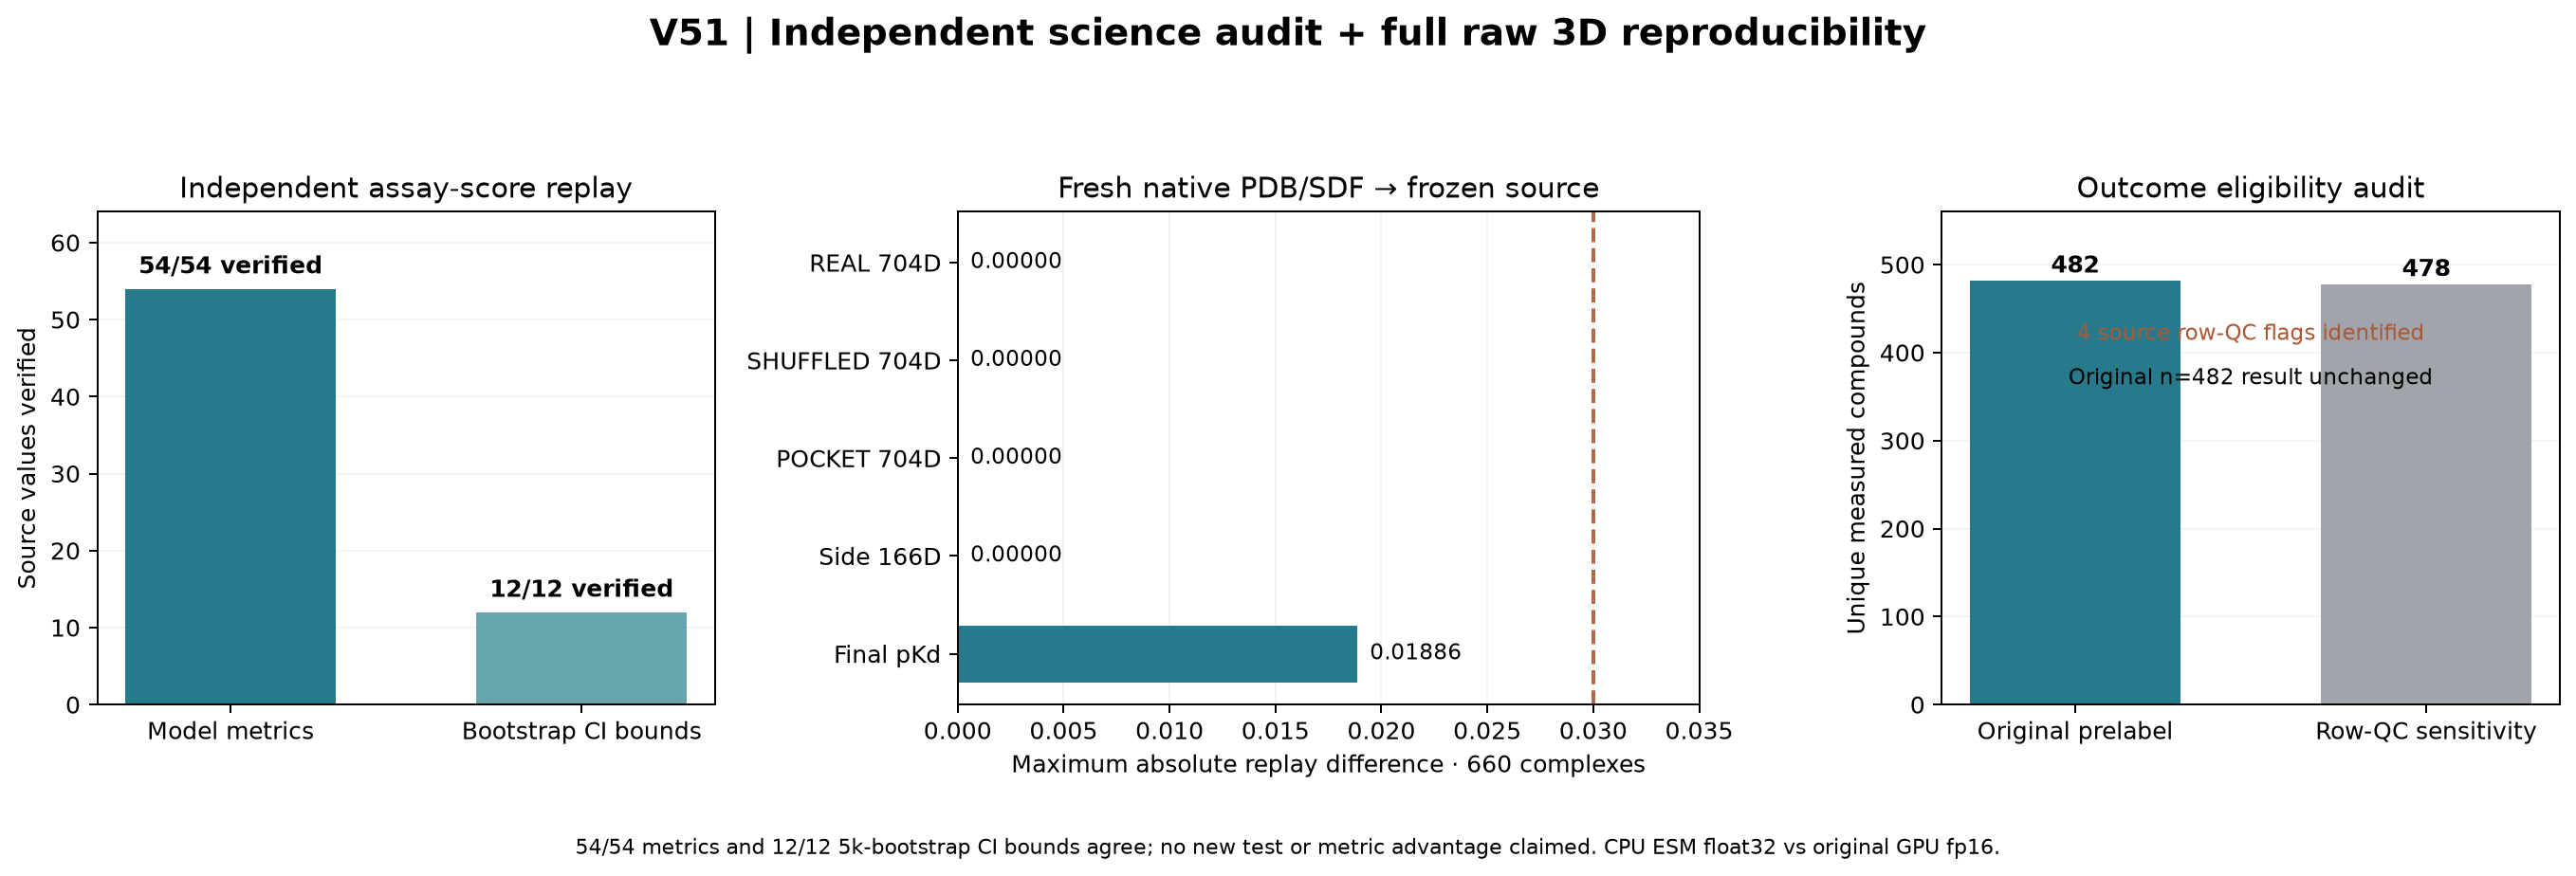 V51 | Independent science audit + full raw 3D reproducibility
Independent assay-score replay
Source values verified
60
50
40
30
20
10
0
54/54 verified
12/12 verified
Model metrics
Bootstrap CI bounds
Fresh native PDB/SDF → frozen source
REAL 704D
0.00000
SHUFFLED 704D
0.00000
POCKET 704D
0.00000
Side 166D
0.00000
Final pKd
0.01886
0.000 0.005 0.010 0.015 0.020 0.025 0.030 0.035
Maximum absolute replay difference · 660 complexes
Outcome eligibility audit
Unique measured compounds
500
400
300
200
100
0
482
478
4 source row-QC flags identified
Original n=482 result unchanged
Original prelabel
Row-QC sensitivity
54/54 metrics and 12/12 5k-bootstrap CI bounds agree; no new test or metric advantage claimed. CPU ESM float32 vs original GPU fp16.